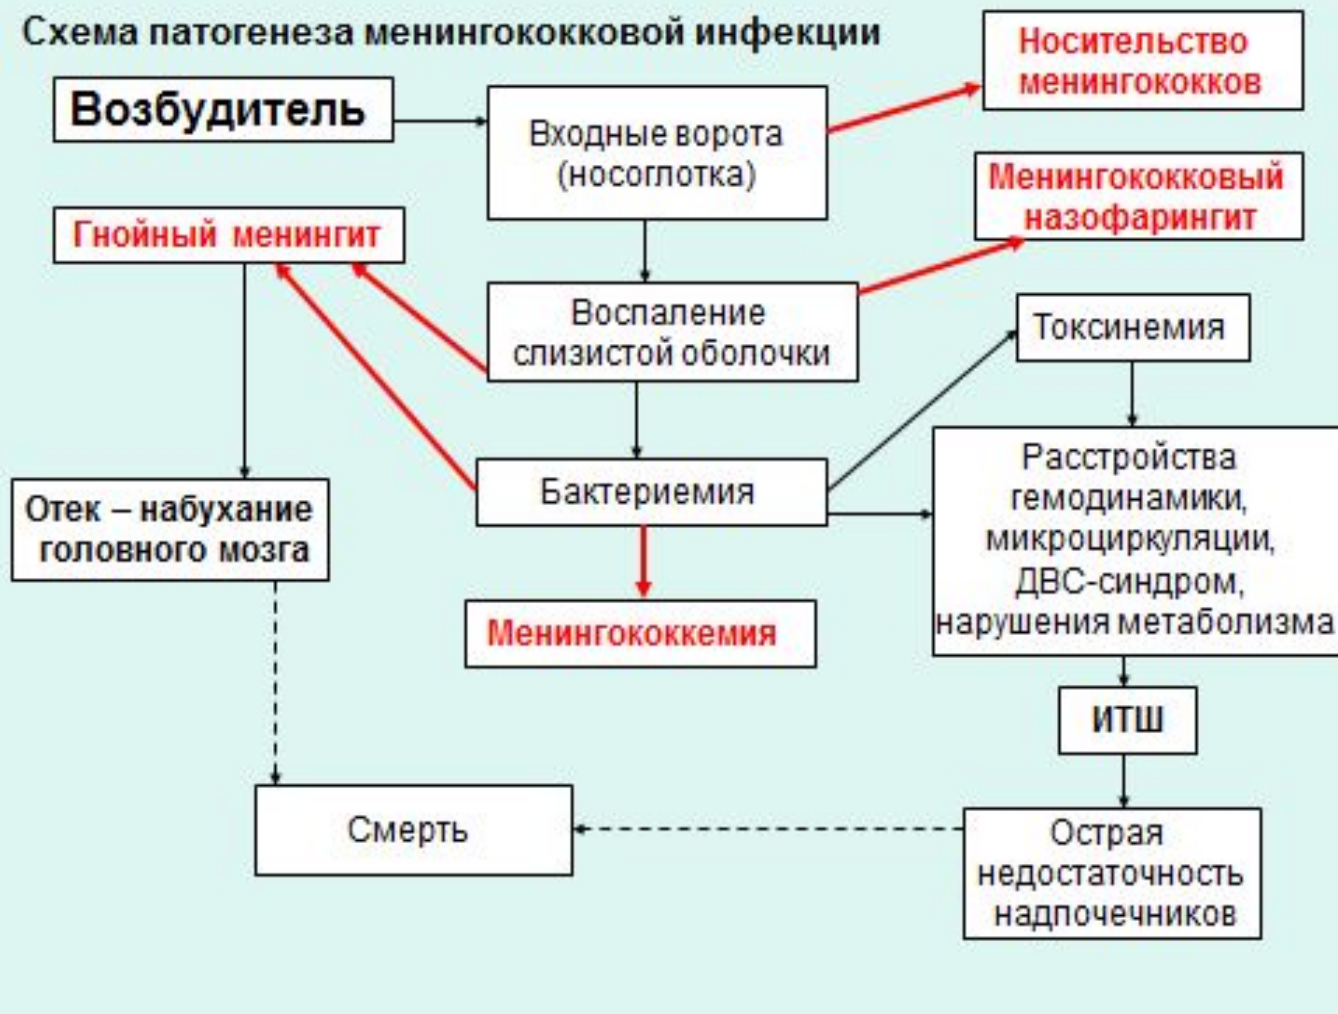 Схема патогенеза менингококковой инфекции
Носительство
менингококков
Возбудитель
Входные ворота
(носоглотка)
Менингококковый
назофарингит
Гнойный менингит
Воспаление
слизистой оболочки
Токсинемия
Бактериемия
Расстройства
гемодинамики,
микроциркуляции,
ДВС-синдром,
нарушения метаболизма
Отек – набухание
головного мозга
Менингококкемия
ИТШ
Смерть
Острая
недостаточность
надпочечников